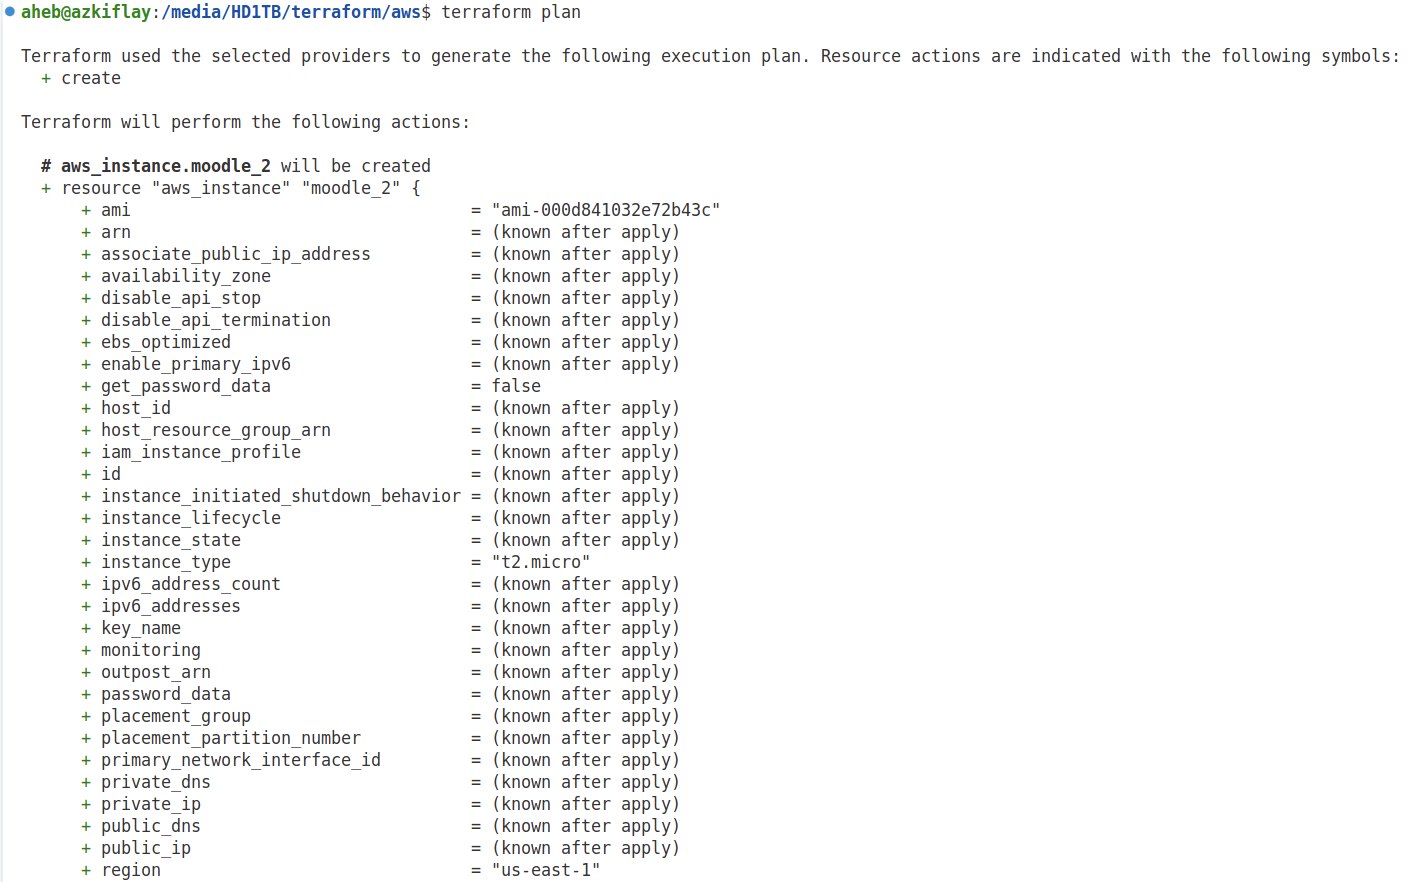 aheb@azkiflay:/media/HD1TB/terraform/aws$ terraform plan
Terraform used the selected providers to generate the following execution plan. Resource actions are indicated with the following symbols:
+ create
Terraform will perform the following actions:
# aws_instance.moodle_2 will be created
+ resource "aws_instance" "moodle_2" {
+ ami = "ami-000d841032e72b43c"
+ arn = (known after apply)
+ associate_public_ip_address = (known after apply)
+ availability_zone = (known after apply)
+ disable_api_stop = (known after apply)
+ disable_api_termination = (known after apply)
+ ebs_optimized = (known after apply)
+ enable_primary_ipv6 = (known after apply)
+ get_password_data = false
+ host_id = (known after apply)
+ host_resource_group_arn = (known after apply)
+ iam_instance_profile = (known after apply)
+ id = (known after apply)
+ instance_initiated_shutdown_behavior = (known after apply)
+ instance_lifecycle = (known after apply)
+ instance_state = (known after apply)
+ instance_type = "t2.micro"
+ ipv6_address_count = (known after apply)
+ ipv6_addresses = (known after apply)
+ key_name = (known after apply)
+ monitoring = (known after apply)
+ outpost_arn = (known after apply)
+ password_data = (known after apply)
+ placement_group = (known after apply)
+ placement_partition_number = (known after apply)
+ primary_network_interface_id = (known after apply)
+ private_dns = (known after apply)
+ private_ip = (known after apply)
+ public_dns = (known after apply)
+ public_ip = (known after apply)
+ region = "us-east-1"